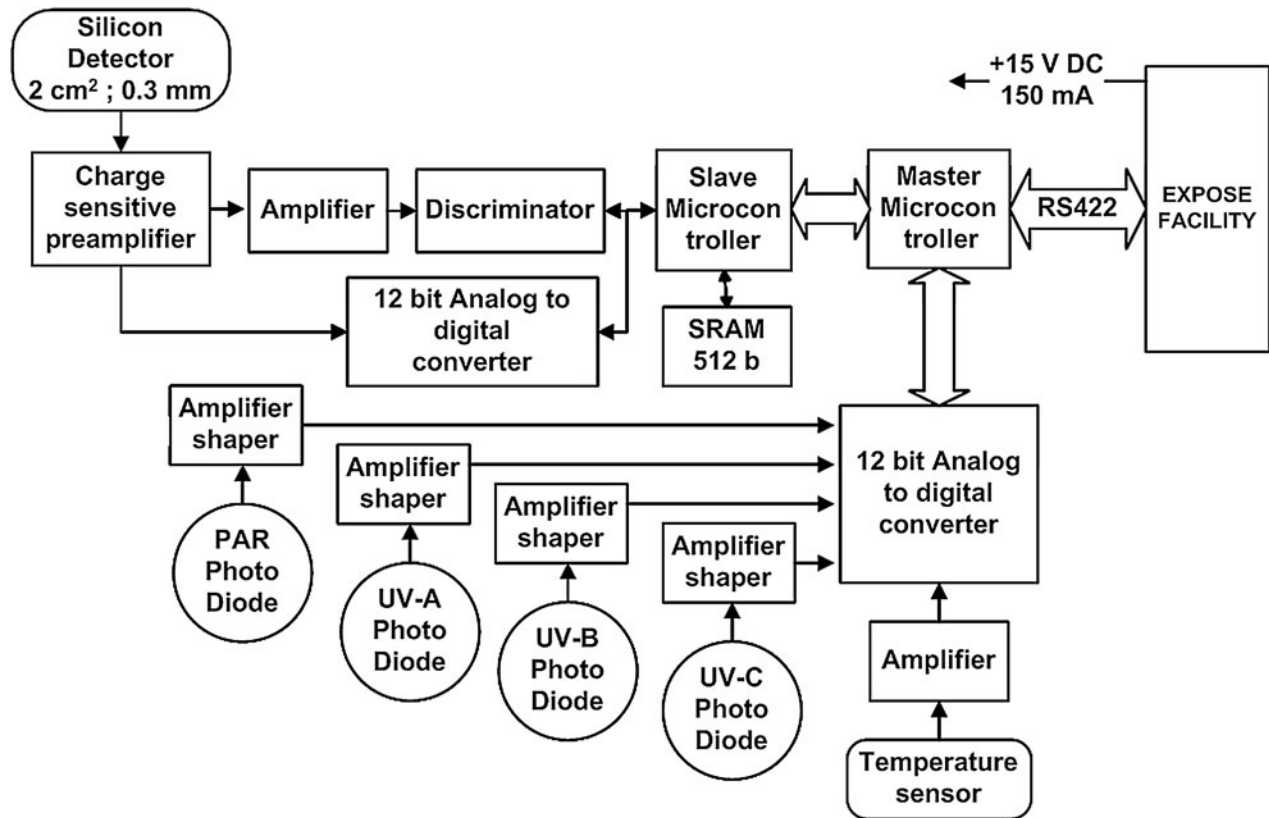 Silicon
Detector
2 cm² ; 0.3 mm
+15 V DC
150 mA
Charge
sensitive
preamplifier
Amplifier
Discriminator
Slave
Microcon
troller
Master
Microcon
troller
RS422
EXPOSE
FACILITY
12 bit Analog to
digital
converter
SRAM
512 b
Amplifier
shaper
Amplifier
shaper
Amplifier
shaper
Amplifier
shaper
12 bit Analog
to digital
converter
PAR
Photo
Diode
UV-A
Photo
Diode
UV-B
Photo
Diode
UV-C
Photo
Diode
Amplifier
Temperature
sensor